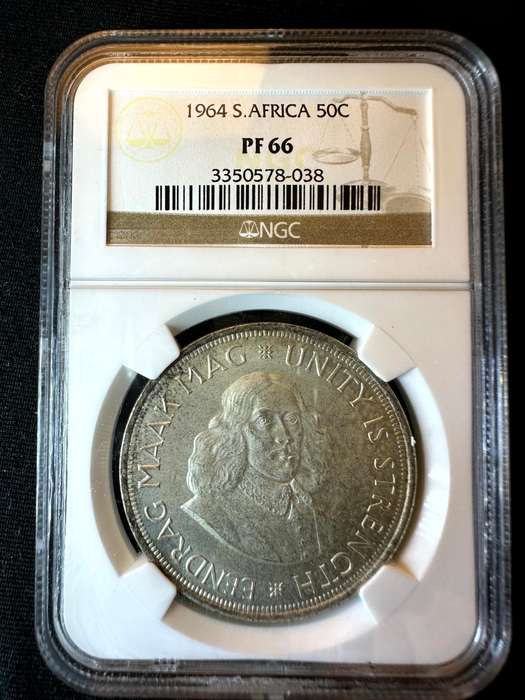 1964 S.AFRICA 50C
PF 66
3350578-038
NGC
EENDRAG MAAK MAG * UNITY IS STRENGTH *